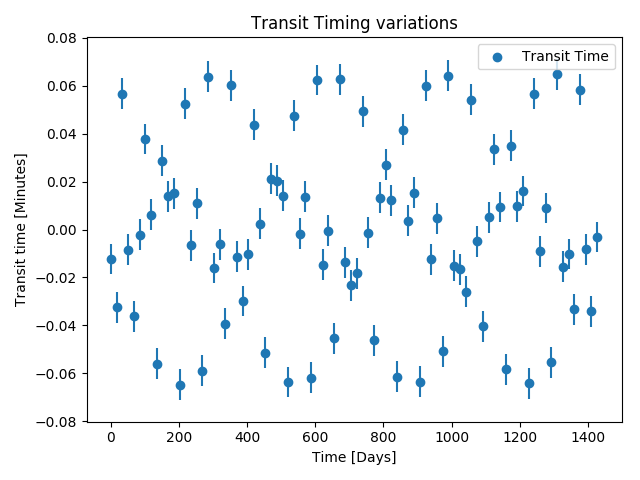 Transit Timing variations
Transit Time
0.08
0.06
0.04
0.02
0.00
−0.02
−0.04
−0.06
−0.08
Transit time [Minutes]
0 200 400 600 800 1000 1200 1400
Time [Days]